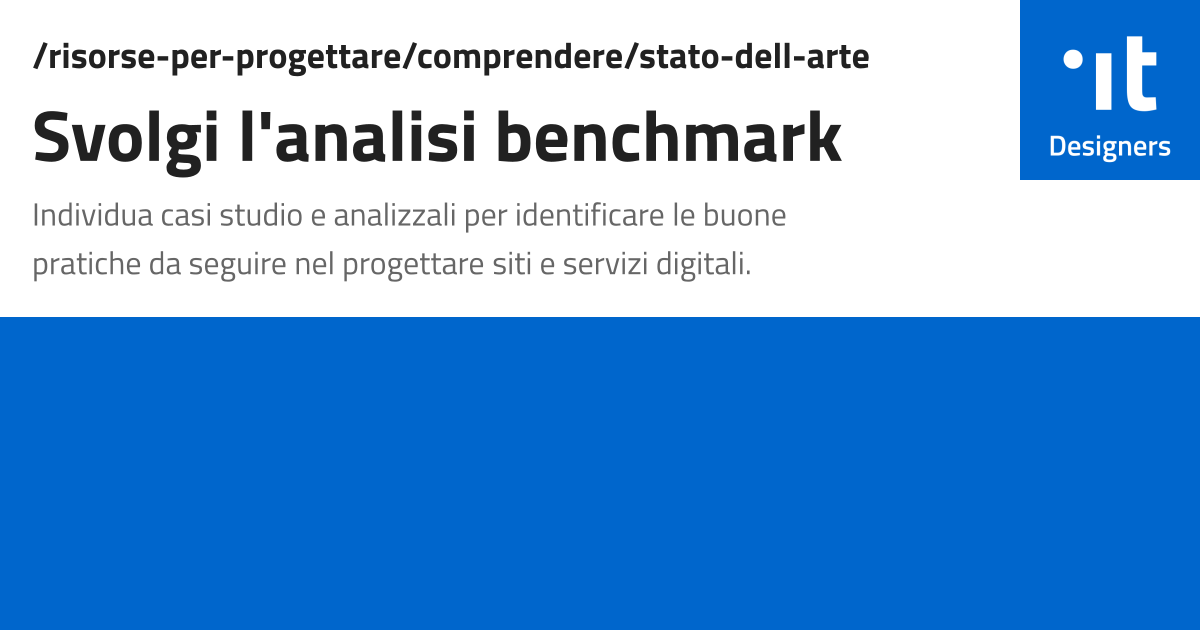 /risorse-per-progettare/comprendere/stato-dell-arte
Svolgi l'analisi benchmark
Individua casi studio e analizzali per identificare le buone
pratiche da seguire nel progettare siti e servizi digitali.
it
Designers